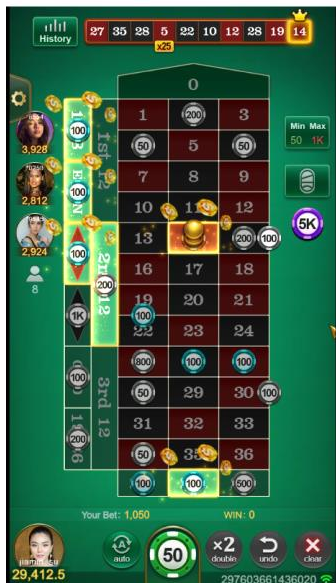 27 35 28 5 22 10 12 28 19 14
History
x25
0
1 200 3
Min Max
50 1K
100
1st 12
50 5 50
3,928
7 8 9
100
2,812
10 11 12
5K
13 200 100
2,924
100
2nd 12
16 17 18
8
200
19 20 21
1K
100
22 23 24
800 100 100
100
3rd 12
50 29 30 100
200
31 32 33
50 35 36
100 100 500
Your Bet: 1,050 WIN: 0
auto
50
x2
double
undo
clear
29,412.5